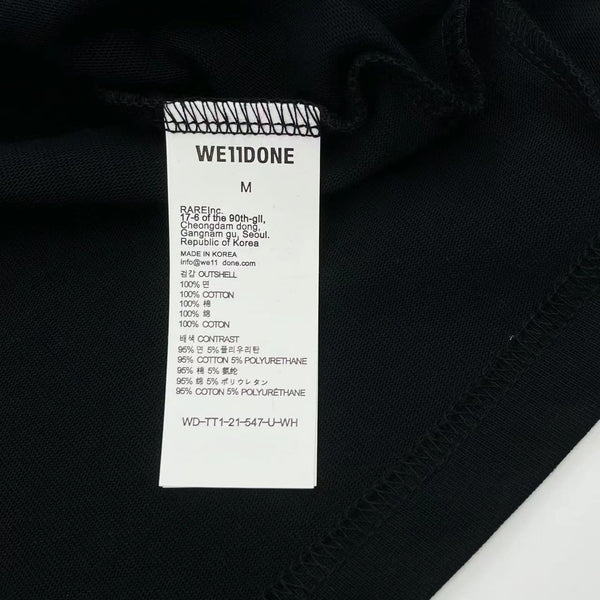 WE11DONE
M
RAREInc.
17-6 of the 90th-gil,
Cheongdam dong,
Gangnam gu, Seoul.
Republic of Korea
MADE IN KOREA
info@we11 done.com
겉감 OUTSHELL
100% 면
100% COTTON
100% 棉
100% 綿
100% COTON
배색 CONTRAST
95% 면 5% 폴리우리탄
95% COTTON 5% POLYURETHANE
95% 棉 5% 氨纶
95% 綿 5% ポリウレタン
95% COTON 5% POLYURÉTHANE
WD-TT1-21-547-U-WH